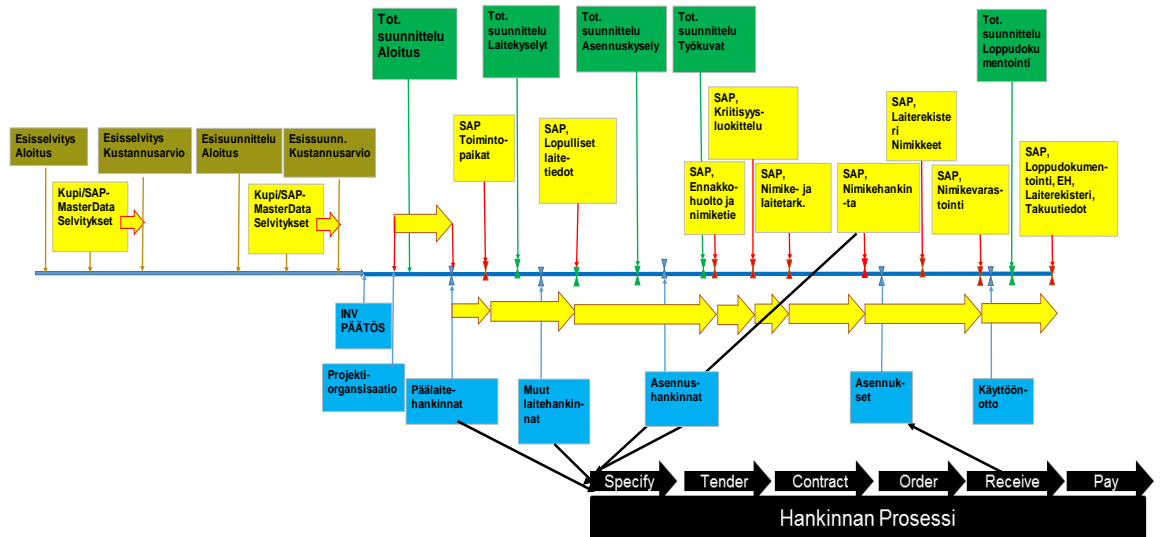 Tot.
suunnittelu
Aloitus
Tot.
suunnittelu
Laitekyselyt
Tot.
suunnittelu
Asennuskysely
Tot.
suunnittelu
Työkuvat
Tot.
suunnittelu
Loppudoku
mentointi
Esisselvitys
Aloitus
Esisselvitys
Kustannusarvio
Esisuunnittelu
Aloitus
Esissuunn.
Kustannusarvio
Kupi/SAP-
MasterData
Selvitykset
Kupi/SAP-
MasterData
Selvitykset
SAP
Toiminto-
paikat
SAP,
Lopulliset
laite-
tiedot
SAP,
Ennakko-
huolto ja
nimiketie
SAP,
Kriitisyys-
luokittelu
SAP,
Nimike- ja
laitetark.
SAP,
Nimikehankin
-ta
SAP,
Laiterekiste
ri
Nimikkeet
SAP,
Nimikevaras-
tointi
SAP,
Loppudokumen-
tointi, EH,
Laiterekisteri,
Takuutiedot
INV
PÄÄTÖS
Projekti-
organsisaatio
Päälaite-
hankinnat
Muut
laitehankin-
nat
Asennus-
hankinnat
Asennuk-
set
Käyttöön-
otto
Specify
Tender
Contract
Order
Receive
Pay
Hankinnan Prosessi